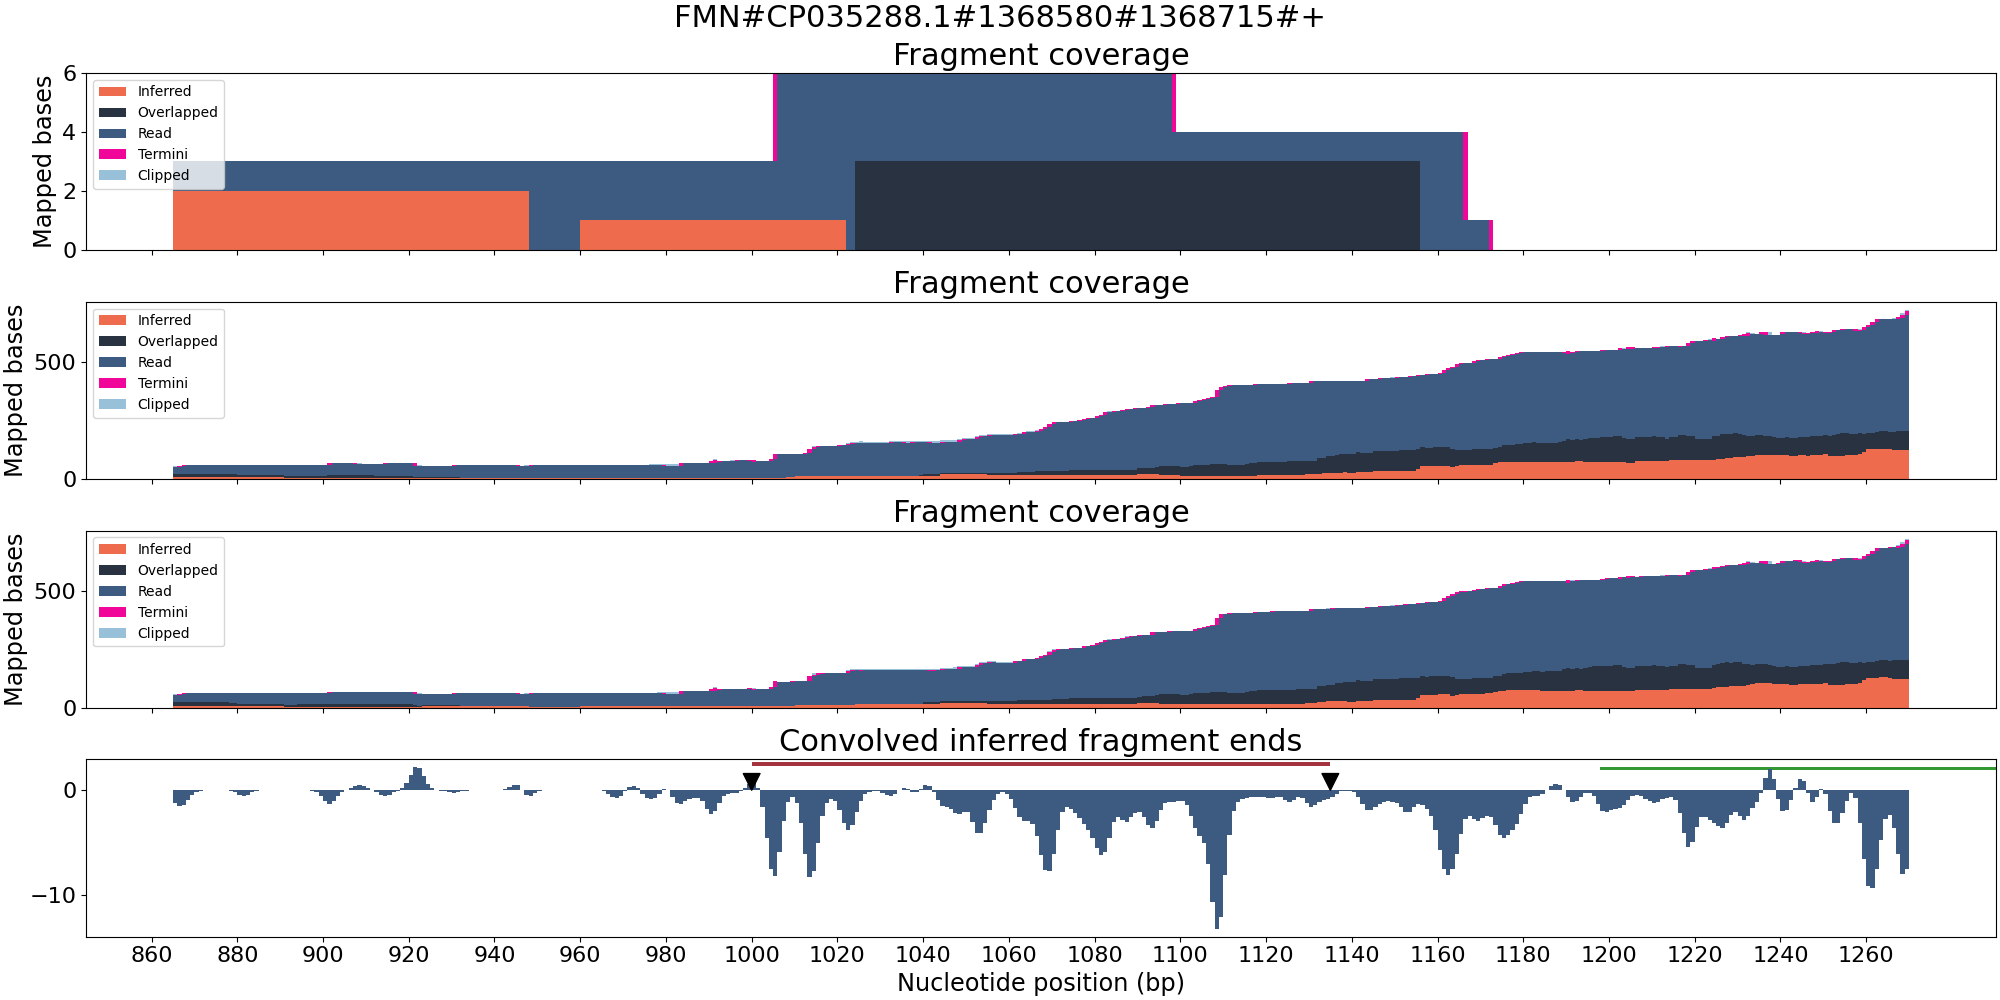 FMN#CP035288.1#1368580#1368715#+
Fragment coverage
Mapped bases
6
4
2
0
Inferred
Overlapped
Read
Termini
Clipped
Fragment coverage
Mapped bases
500
0
Inferred
Overlapped
Read
Termini
Clipped
Fragment coverage
Mapped bases
500
0
Inferred
Overlapped
Read
Termini
Clipped
Convolved inferred fragment ends
0
−10
860 880 900 920 940 960 980 1000 1020 1040 1060 1080 1100 1120 1140 1160 1180 1200 1220 1240 1260
Nucleotide position (bp)